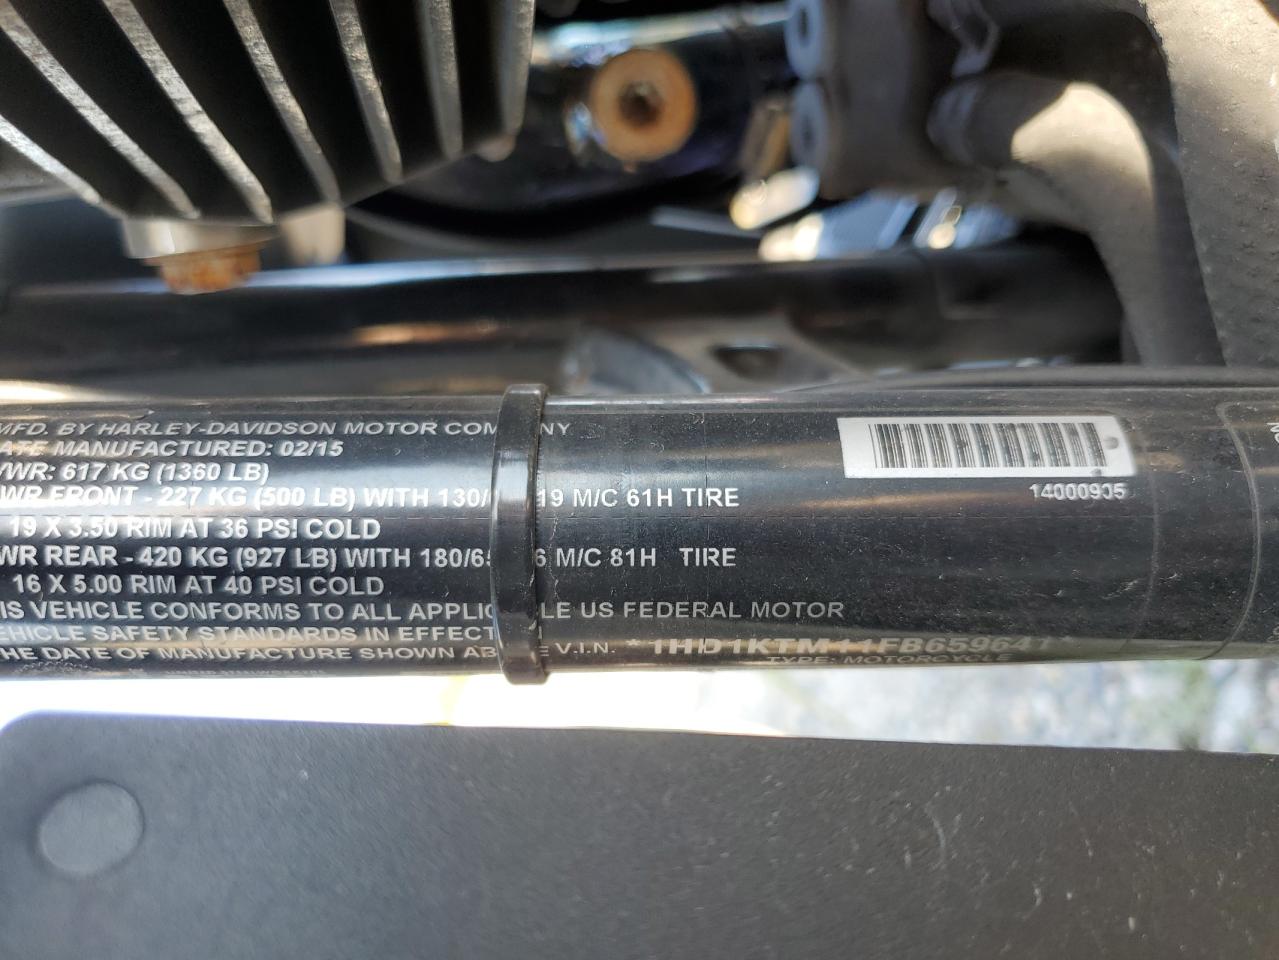 MFD. BY HARLEY-DAVIDSON MOTOR COM NY
ATE MANUFACTURED: 02/15
VWR: 617 KG (1360 LB)
WR FRONT - 227 KG (500 LB) WITH 130/ 19 M/C 61H TIRE
19 X 3.50 RIM AT 36 PSI COLD
WR REAR - 420 KG (927 LB) WITH 180/65 6 M/C 81H TIRE
16 X 5.00 RIM AT 40 PSI COLD
IS VEHICLE CONFORMS TO ALL APPLIC LE US FEDERAL MOTOR
EHICLE SAFETY STANDARDS IN EFFECT
HE DATE OF MANUFACTURE SHOWN AB E V.I.N. * 1HD1KTM11FB659641 *
TYPE: MOTORCYCLE
14000905